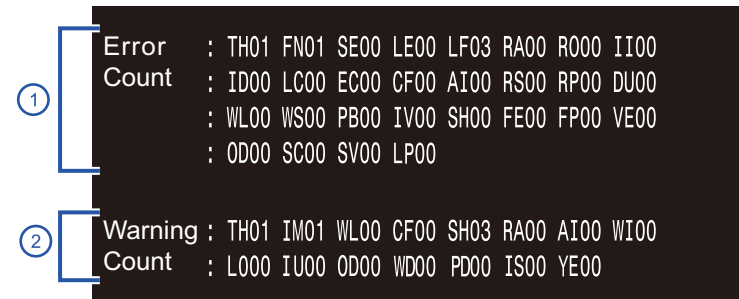 1
Error : TH01 FN01 SE00 LE00 LF03 RA00 RO00 II00
Count : ID00 LC00 EC00 CF00 AI00 RS00 RP00 DU00
: WL00 WS00 PB00 IV00 SH00 FE00 FP00 VE00
: OD00 SC00 SV00 LP00
2
Warning : TH01 IM01 WL00 CF00 SH03 RA00 AI00 WI00
Count : LO00 IU00 OD00 WD00 PD00 IS00 YE00